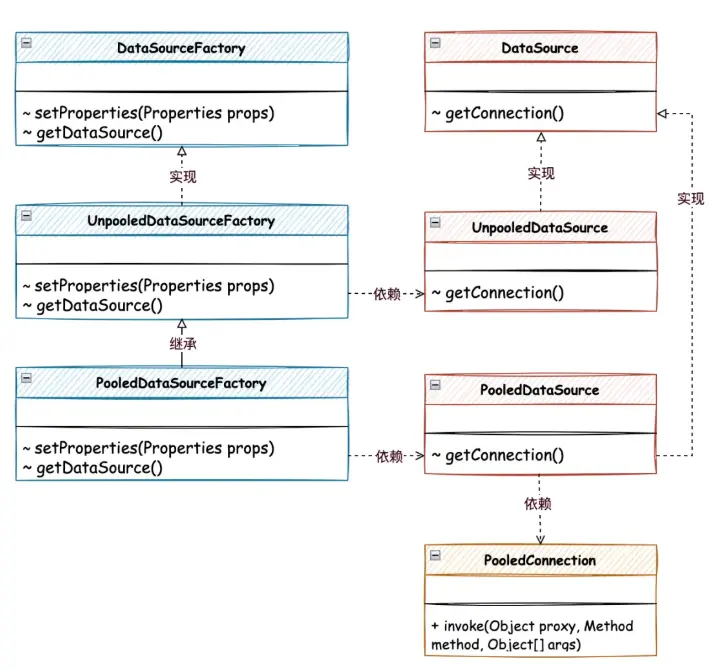 DataSourceFactory
~ setProperties(Properties props)
~ getDataSource()
实现
UnpooledDataSourceFactory
~ setProperties(Properties props)
~ getDataSource()
继承
PooledDataSourceFactory
~ setProperties(Properties props)
~ getDataSource()
DataSource
~ getConnection()
实现
实现
UnpooledDataSource
~ getConnection()
依赖
PooledDataSource
~ getConnection()
依赖
依赖
PooledConnection
+ invoke(Object proxy, Method
method, Object[] args)